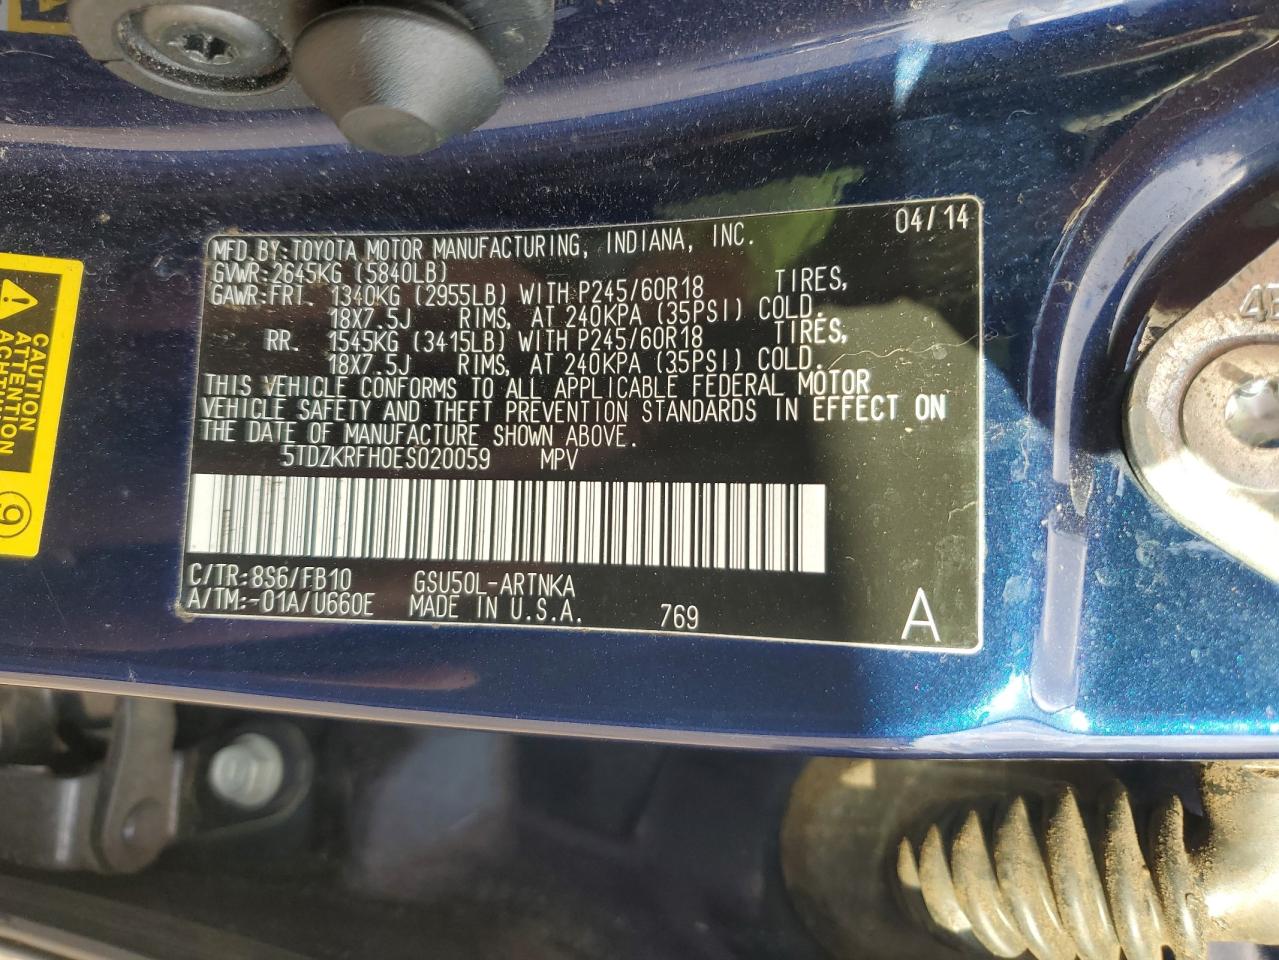 04/14
MFD.BY:TOYOTA MOTOR MANUFACTURING, INDIANA, INC.
GVWR:2645KG (5840LB)
GAWR:FRT. 1340KG (2955LB) WITH P245/60R18 TIRES,
18X7.5J RIMS, AT 240KPA (35PSI) COLD.
RR. 1545KG (3415LB) WITH P245/60R18 TIRES,
18X7.5J RIMS, AT 240KPA (35PSI) COLD.
THIS VEHICLE CONFORMS TO ALL APPLICABLE FEDERAL MOTOR
VEHICLE SAFETY AND THEFT PREVENTION STANDARDS IN EFFECT ON
THE DATE OF MANUFACTURE SHOWN ABOVE.
5TDZKRFH0ES020059 MPV
C/TR:8S6/FB10 GSU50L-ARTNKA
A/TM:-01A/U660E MADE IN U.S.A. 769
A
CAUTION
ATTENTION
ACHTUNG
9